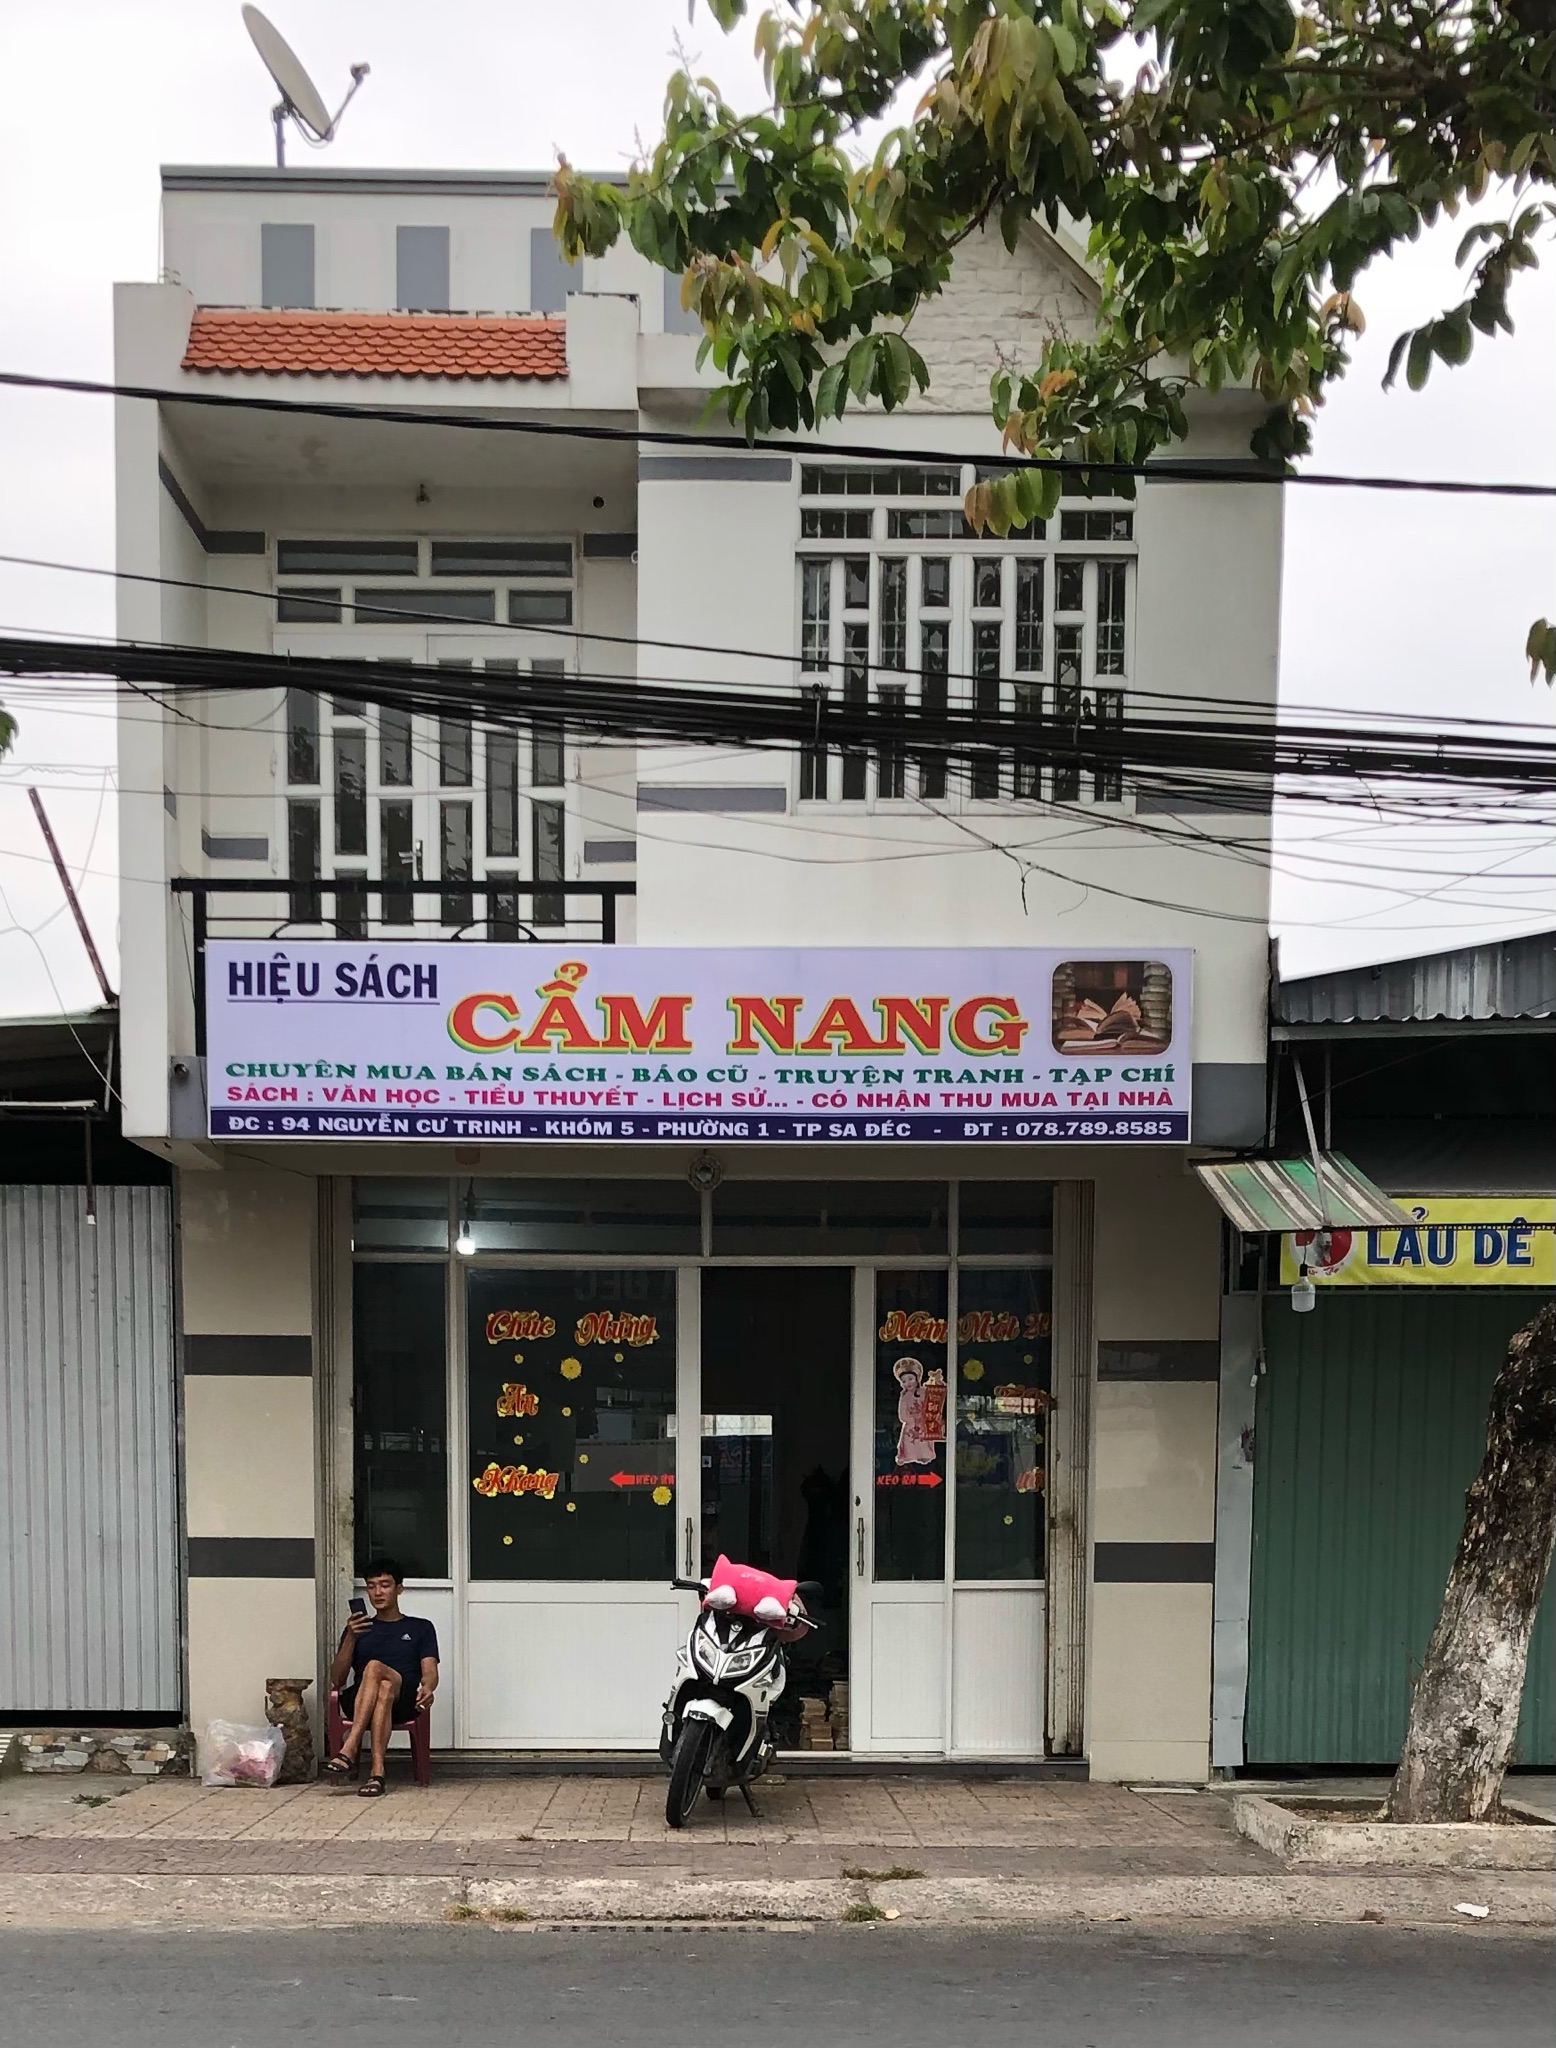 HIỆU SÁCH
CẨM NANG
CHUYÊN MUA BÁN SÁCH - BÁO CŨ - TRUYỆN TRANH - TẠP CHÍ
SÁCH : VĂN HỌC - TIỂU THUYẾT - LỊCH SỬ... - CÓ NHẬN THU MUA TẠI NHÀ
ĐC : 94 NGUYỄN CƯ TRINH - KHÓM 5 - PHƯỜNG 1 - TP SA ĐÉC - ĐT : 078.789.8585
LẨU DÊ
Chúc Mừng Năm Mới 2
An
Khang
KÉO RA
KÉO RA